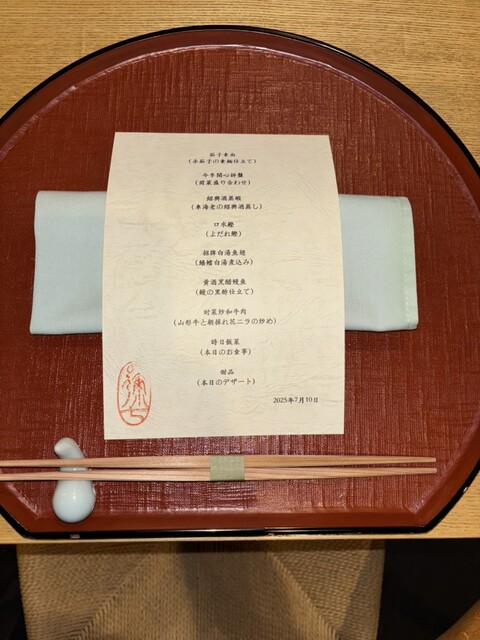 茄子素肉
(水茄子の素麺仕立て)
今冬開心拼盤
(前菜盛り合わせ)
紹興酒蒸蝦
(車海老の紹興酒蒸し)
口水鰹
(よだれ鰹)
招牌白湯魚翅
(鱶鰭白湯煮込み)
黄酒黒醋鰻魚
(鰻の黒酢仕立て)
时菜炒和牛肉
(山形牛と朝採れ花ニラの炒め)
時日飯菜
(本日のお食事)
甜品
(本日のデザート)
2025年7月10日